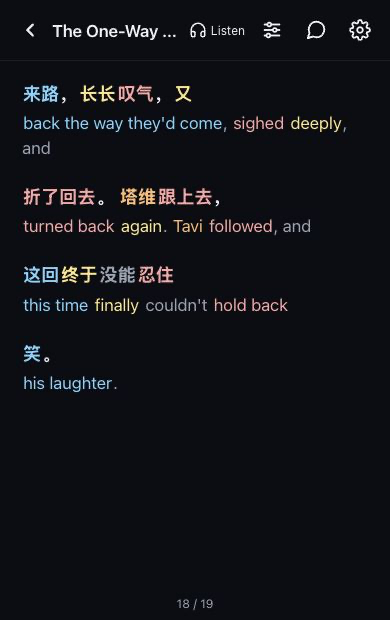 The One-Way ...
Listen
来路，长长叹气，又
back the way they'd come, sighed deeply,
and
折了回去。塔维跟上去，
turned back again. Tavi followed, and
这回终于没能忍住
this time finally couldn't hold back
笑。
his laughter.
18 / 19